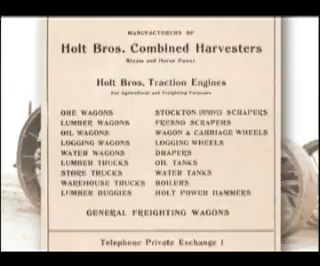 MANUFACTURERS OF
Holt Bros. Combined Harvesters
Steam and Horse Power
Holt Bros. Traction Engines
For Agricultural and Freighting Purposes
ORE WAGONS
LUMBER WAGONS
OIL WAGONS
LOGGING WAGONS
WATER WAGONS
LUMBER TRUCKS
STORE TRUCKS
WAREHOUSE TRUCKS
LUMBER BUGGIES
STOCKTON IMPROVED SCRAPERS
FRESNO SCRAPERS
WAGON & CARRIAGE WHEELS
LOGGING WHEELS
DRAPERS
OIL TANKS
WATER TANKS
BOILERS
HOLT POWER HAMMERS
GENERAL FREIGHTING WAGONS
Telephone Private Exchange 1